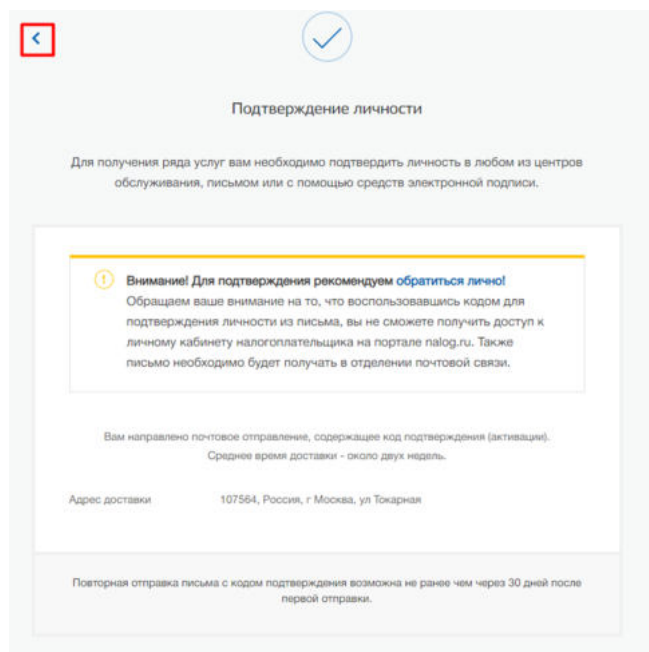 Подтверждение личности
Для получения ряда услуг вам необходимо подтвердить личность в любом из центров
обслуживания, письмом или с помощью средств электронной подписи.
Внимание! Для подтверждения рекомендуем обратиться лично!
Обращаем ваше внимание на то, что воспользовавшись кодом для
подтверждения личности из письма, вы не сможете получить доступ к
личному кабинету налогоплательщика на портале nalog.ru. Также
письмо необходимо будет получать в отделении почтовой связи.
Вам направлено почтовое отправление, содержащее код подтверждения (активации).
Среднее время доставки - около двух недель.
Адрес доставки 107564, Россия, г Москва, ул Токарная
Повторная отправка письма с кодом подтверждения возможна не ранее чем через 30 дней после
первой отправки.